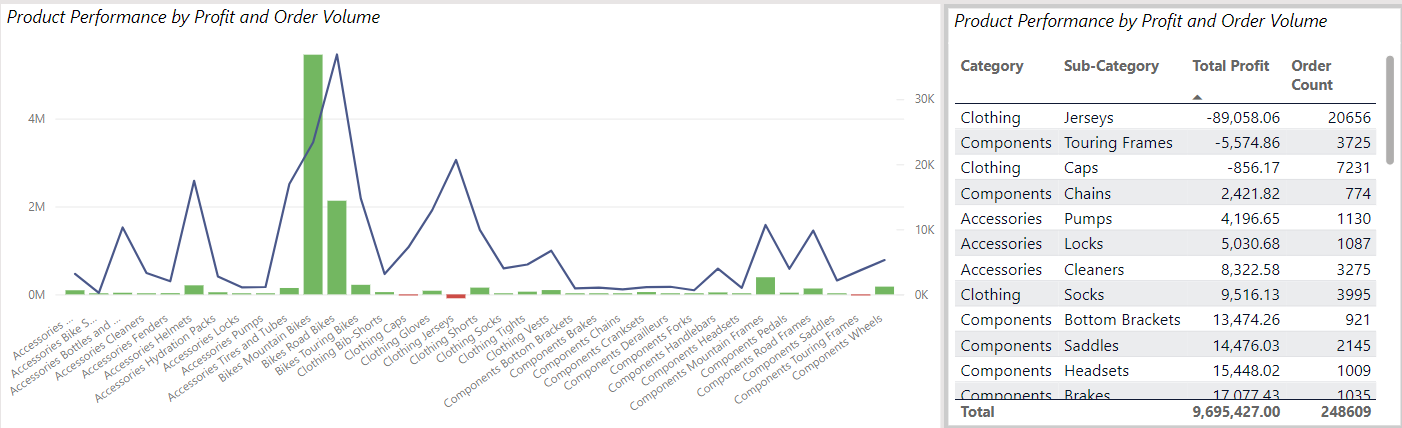 Product Performance by Profit and Order Volume
4M
2M
0M
30K
20K
10K
0K
Accessories ...
Accessories Bike S...
Accessories Bottles and ...
Accessories Cleaners
Accessories Fenders
Accessories Helmets
Accessories Hydration Packs
Accessories Locks
Accessories Pumps
Accessories Tires and Tubes
Bikes Mountain Bikes
Bikes Road Bikes
Bikes Touring Bikes
Clothing Bib-Shorts
Clothing Caps
Clothing Gloves
Clothing Jerseys
Clothing Shorts
Clothing Socks
Clothing Tights
Clothing Vests
Components Bottom Brackets
Components Brakes
Components Chains
Components Cranksets
Components Derailleurs
Components Forks
Components Handlebars
Components Headsets
Components Mountain Frames
Components Pedals
Components Road Frames
Components Saddles
Components Touring Frames
Components Wheels
Product Performance by Profit and Order Volume
Category Sub-Category Total Profit Order Count
Clothing Jerseys -89,058.06 20656
Components Touring Frames -5,574.86 3725
Clothing Caps -856.17 7231
Components Chains 2,421.82 774
Accessories Pumps 4,196.65 1130
Accessories Locks 5,030.68 1087
Accessories Cleaners 8,322.58 3275
Clothing Socks 9,516.13 3995
Components Bottom Brackets 13,474.26 921
Components Saddles 14,476.03 2145
Components Headsets 15,448.02 1009
Components Brakes 17,077.43 1035
Total 9,695,427.00 248609